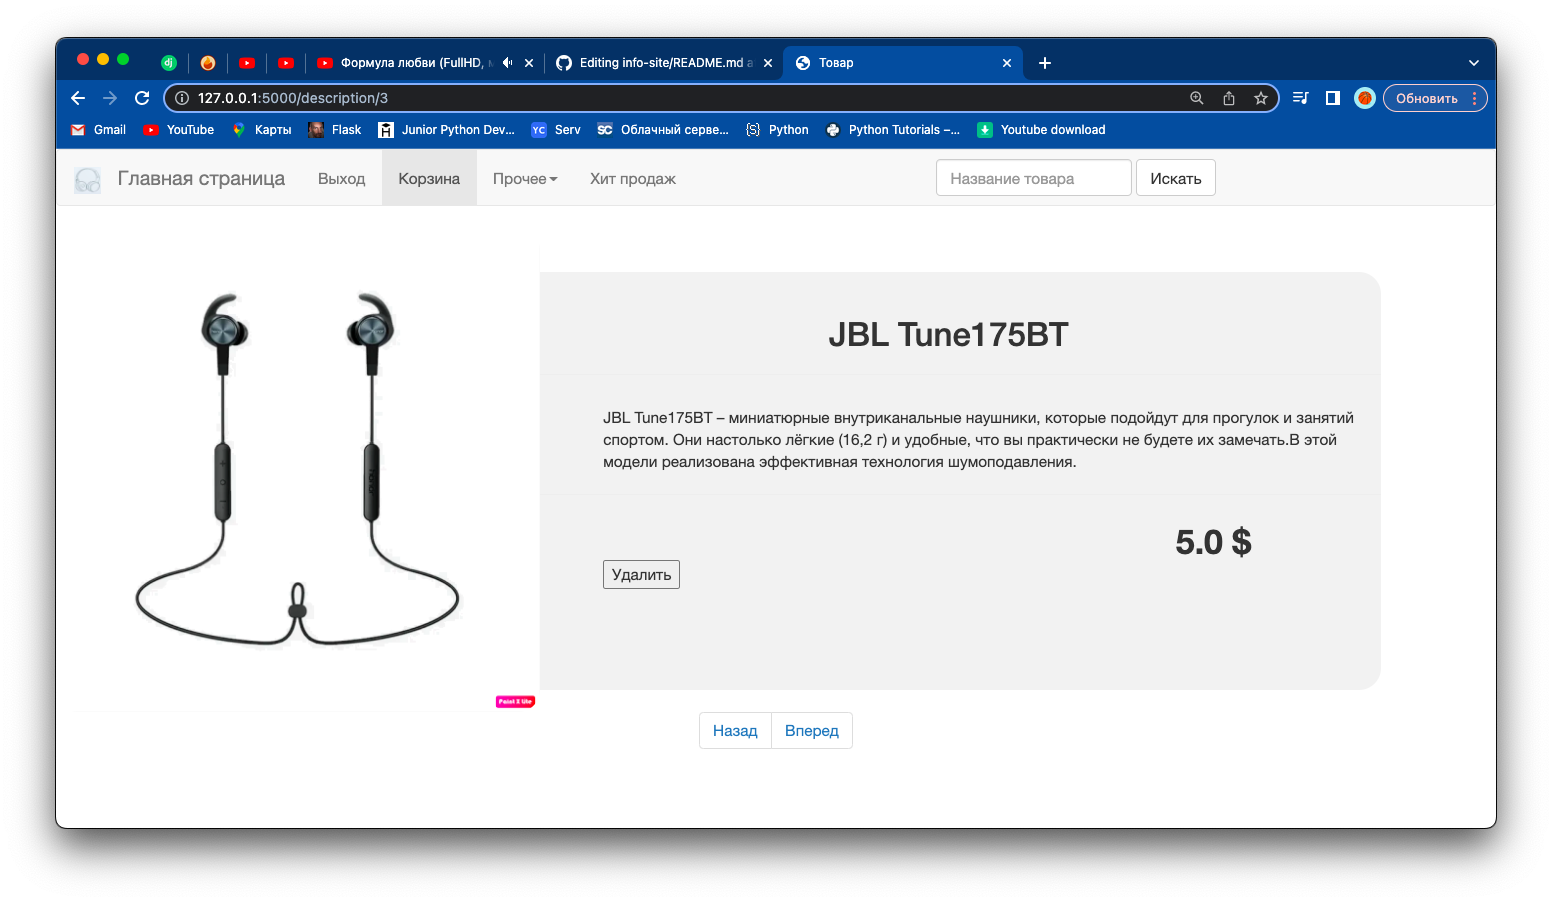 Формула любви (FullHD,
Editing info-site/README.md
Товар
127.0.0.1:5000/description/3
Обновить
Gmail
YouTube
Карты
Flask
Junior Python Dev...
YC
Serv
SC
Облачный серве...
Python
Python Tutorials –...
Youtube download
Главная страница
Выход
Корзина
Прочее
Хит продаж
Название товара
Искать
JBL Tune175BT
JBL Tune175BT – миниатюрные внутриканальные наушники, которые подойдут для прогулок и занятий
спортом. Они настолько лёгкие (16,2 г) и удобные, что вы практически не будете их замечать.В этой
модели реализована эффективная технология шумоподавления.
5.0 $
Удалить
Paint X Lite
Назад
Вперед